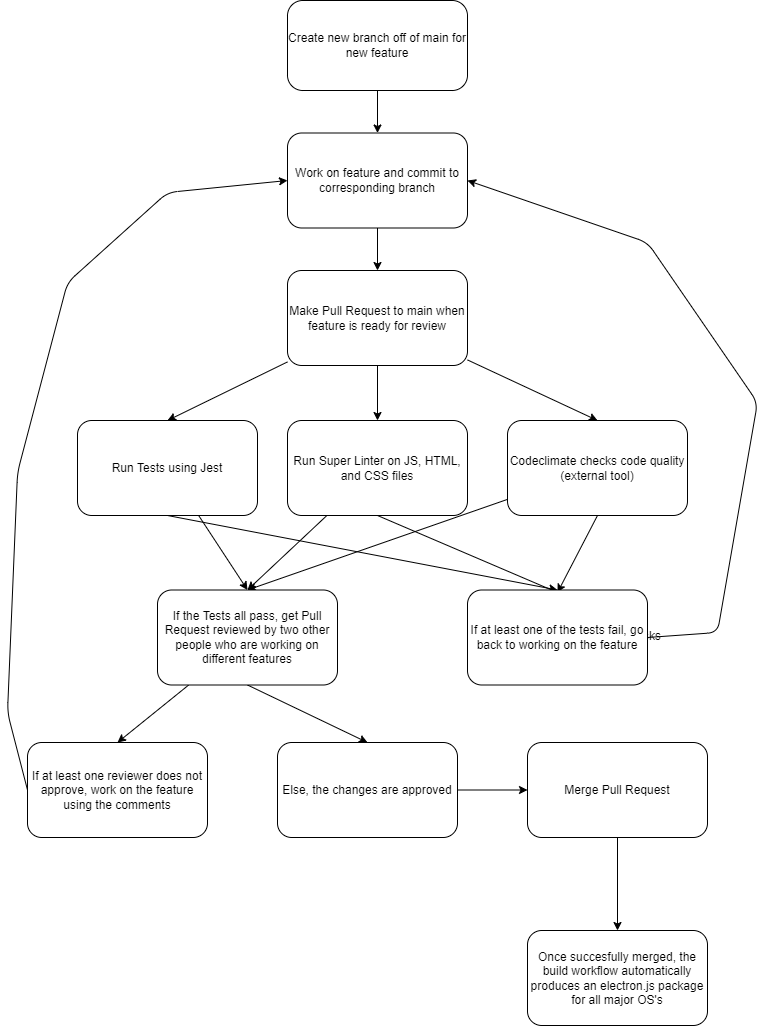 Create new branch off of main for
new feature
Work on feature and commit to
corresponding branch
Make Pull Request to main when
feature is ready for review
Run Tests using Jest
Run Super Linter on JS, HTML,
and CSS files
Codeclimate checks code quality
(external tool)
If the Tests all pass, get Pull
Request reviewed by two other
people who are working on
different features
If at least one of the tests fail, go
back to working on the feature
ks
If at least one reviewer does not
approve, work on the feature
using the comments
Else, the changes are approved
Merge Pull Request
Once succesfully merged, the
build workflow automatically
produces an electron.js package
for all major OS's